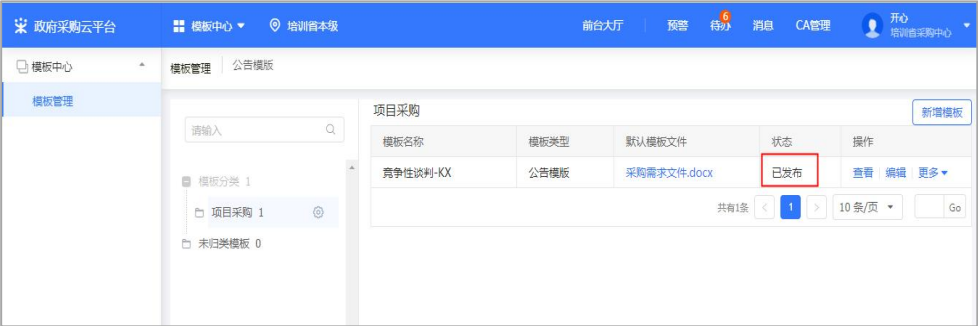 政府采购云平台 模板中心 培训省本级 前台大厅 预警 待办 6 消息 CA管理 开心
培训省采购中心
模板中心
模板管理
模板管理 公告模版
请输入
模板分类 1
项目采购 1
未归类模板 0
项目采购 新增模板
模板名称 模板类型 默认模板文件 状态 操作
竞争性谈判-KX 公告模版 采购需求文件.docx 已发布 查看 编辑 更多
共有1条 < 1 > 10 条/页 Go